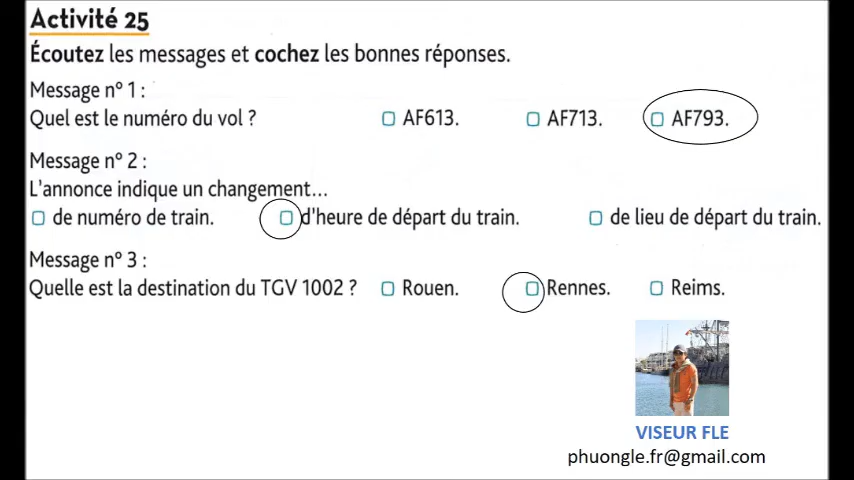 Activité 25
Écoutez les messages et cochez les bonnes réponses.
Message nº 1 :
Quel est le numéro du vol ? AF613. AF713. AF793.
Message nº 2 :
L'annonce indique un changement...
de numéro de train. d'heure de départ du train. de lieu de départ du train.
Message nº 3 :
Quelle est la destination du TGV 1002 ? Rouen. Rennes. Reims.
VISEUR FLE
phuongle.fr@gmail.com